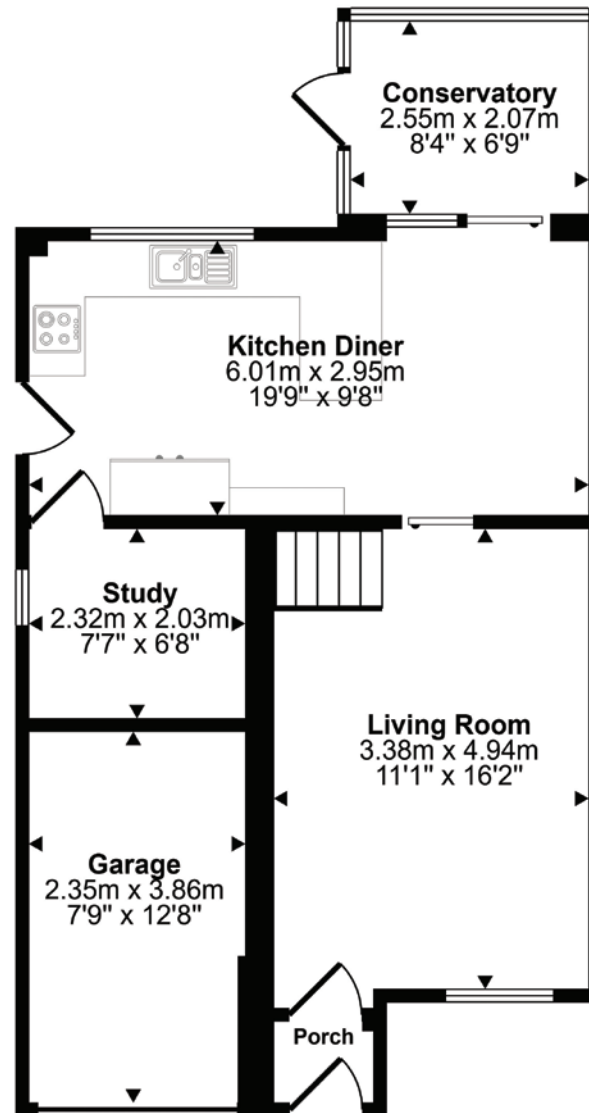 Conservatory
2.55m x 2.07m
8'4" x 6'9"
Kitchen Diner
6.01m x 2.95m
19'9" x 9'8"
Study
2.32m x 2.03m
7'7" x 6'8"
Living Room
3.38m x 4.94m
11'1" x 16'2"
Garage
2.35m x 3.86m
7'9" x 12'8"
Porch